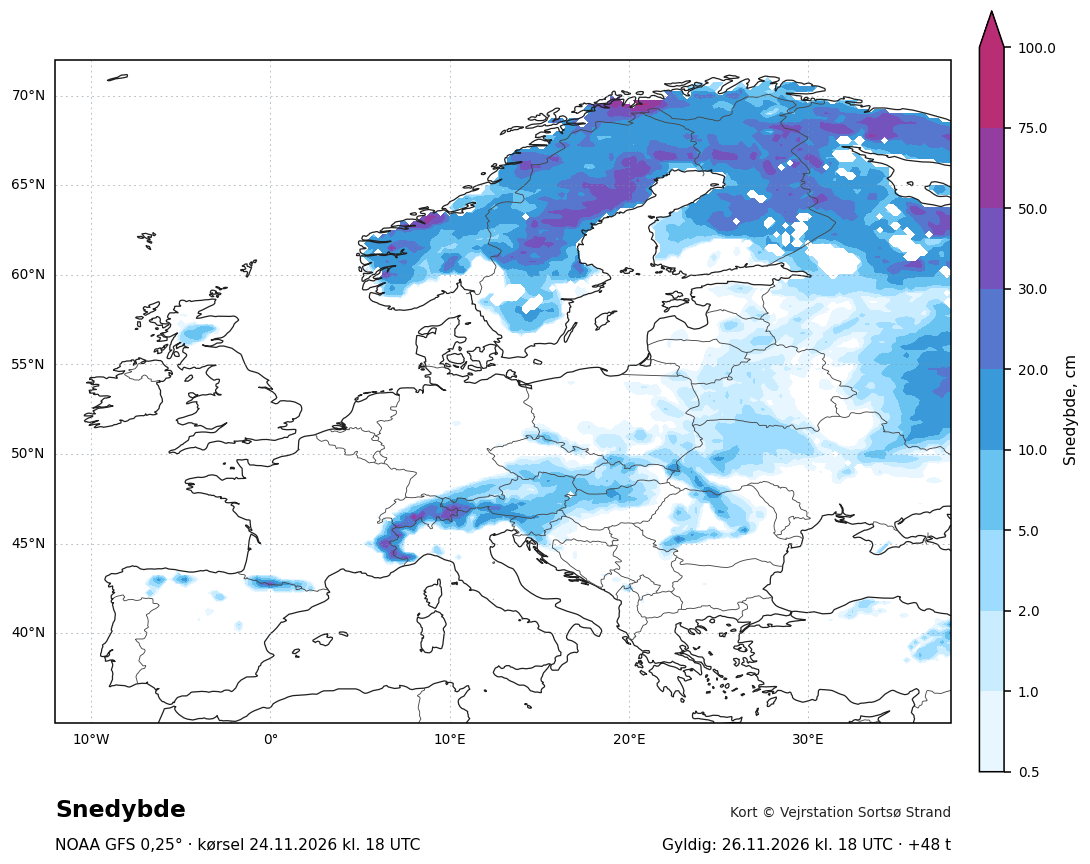 100.0
75.0
50.0
30.0
20.0
10.0
5.0
2.0
1.0
0.5
Snedybde, cm
70°N
65°N
60°N
55°N
50°N
45°N
40°N
10°W
0°
10°E
20°E
30°E
Snedybde
Kort © Vejrstation Sortsø Strand
NOAA GFS 0,25° · kørsel 24.11.2026 kl. 18 UTC
Gyldig: 26.11.2026 kl. 18 UTC · +48 t